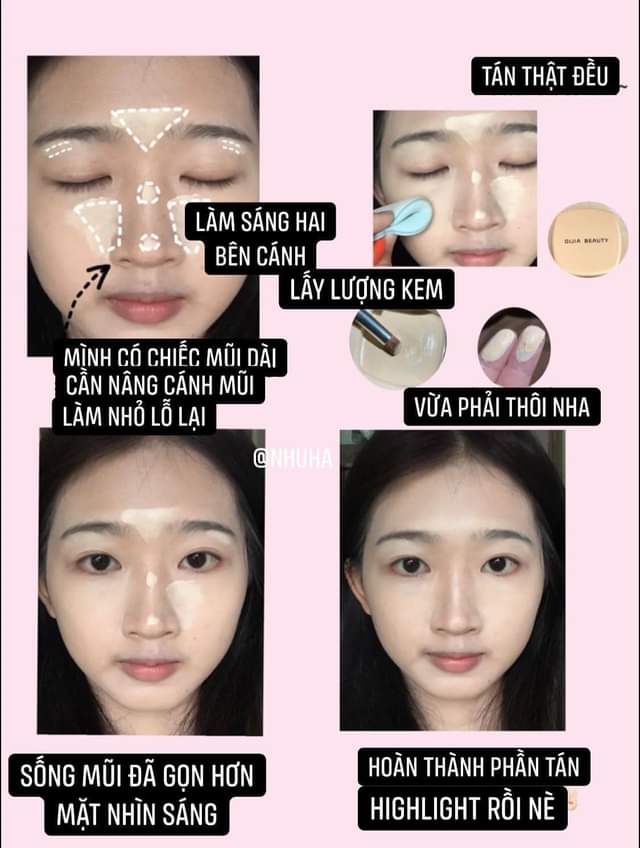 TÁN THẬT ĐỀU
LÀM SÁNG HAI
BÊN CÁNH
DIJIA BEAUTY
LẤY LƯỢNG KEM
MÌNH CÓ CHIẾC MŨI DÀI
CẦN NÂNG CÁNH MŨI
LÀM NHỎ LỖ LẠI
VỪA PHẢI THÔI NHA
@NHUHA
SỐNG MŨI ĐÃ GỌN HƠN
MẶT NHÌN SÁNG
HOÀN THÀNH PHẦN TÁN
HIGHLIGHT RỒI NÈ